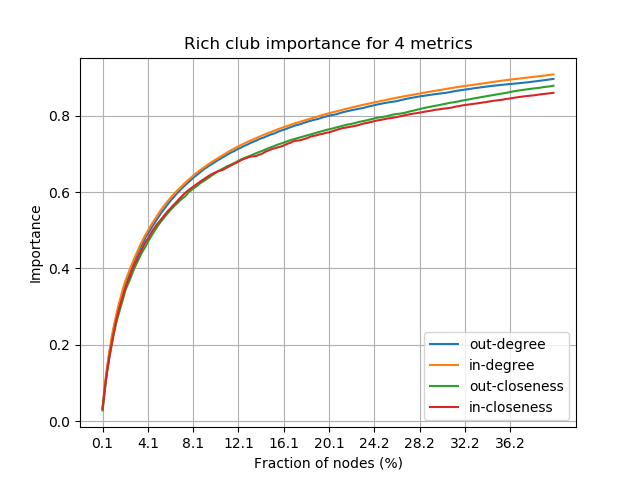 Rich club importance for 4 metrics
Importance
0.8
0.6
0.4
0.2
0.0
out-degree
in-degree
out-closeness
in-closeness
0.1 4.1 8.1 12.1 16.1 20.1 24.2 28.2 32.2 36.2
Fraction of nodes (%)